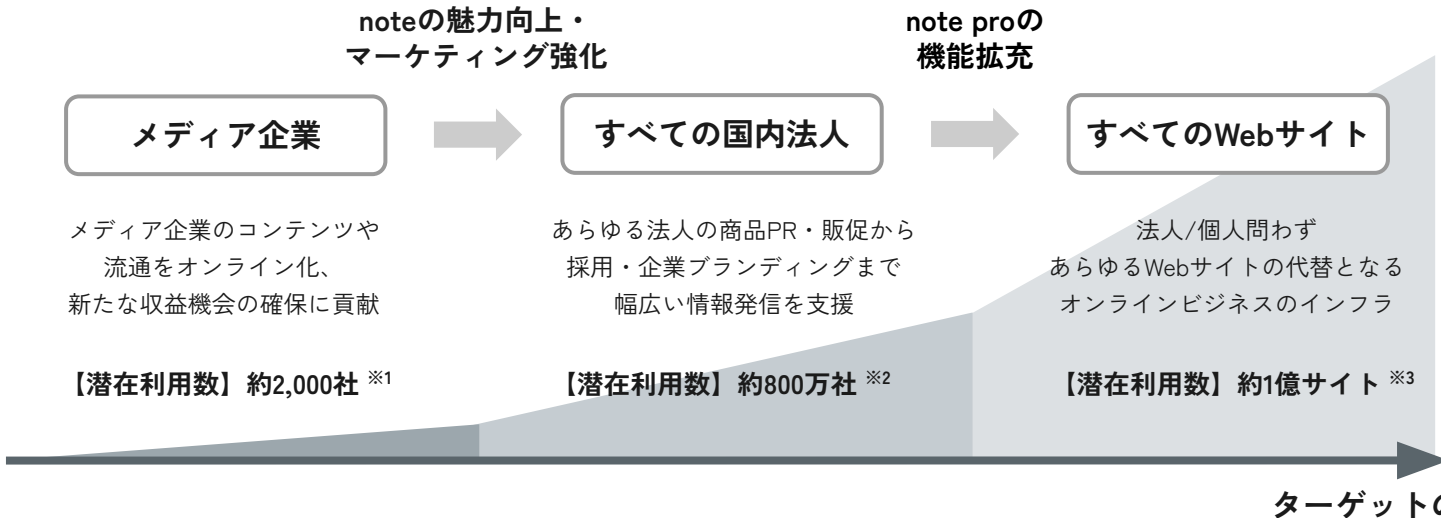 noteの魅力向上・
マーケティング強化
note proの
機能拡充
メディア企業
すべての国内法人
すべてのWebサイト
メディア企業のコンテンツや
流通をオンライン化、
新たな収益機会の確保に貢献
あらゆる法人の商品PR・販促から
採用・企業ブランディングまで
幅広い情報発信を支援
法人/個人問わず
あらゆるWebサイトの代替となる
オンラインビジネスのインフラ
【潜在利用数】約2,000社 ※1
【潜在利用数】約800万社 ※2
【潜在利用数】約1億サイト ※3
ターゲットの